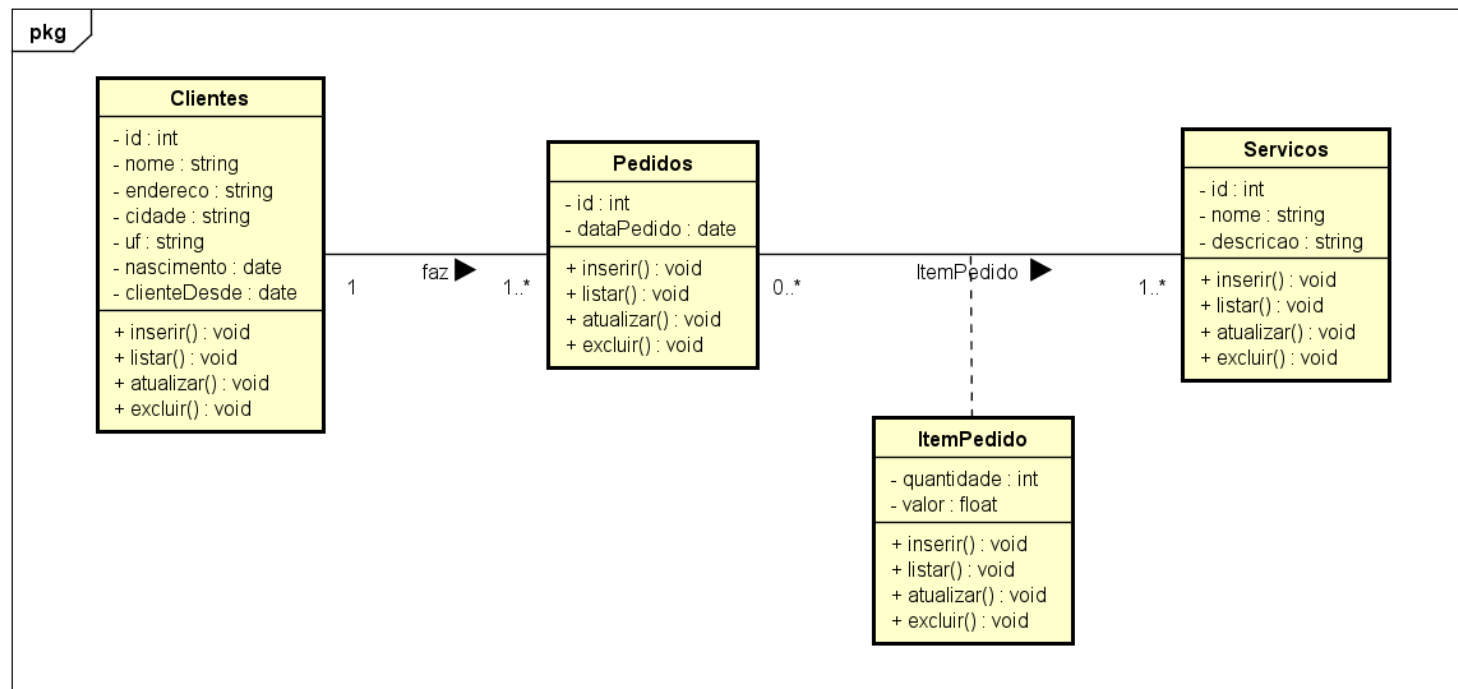 pkg
Clientes
- id : int
- nome : string
- endereco : string
- cidade : string
- uf : string
- nascimento : date
- clienteDesde : date
+ inserir() : void
+ listar() : void
+ atualizar() : void
+ excluir() : void
1
faz
1..*
Pedidos
- id : int
- dataPedido : date
+ inserir() : void
+ listar() : void
+ atualizar() : void
+ excluir() : void
0..*
ItemPedido
1..*
Servicos
- id : int
- nome : string
- descricao : string
+ inserir() : void
+ listar() : void
+ atualizar() : void
+ excluir() : void
ItemPedido
- quantidade : int
- valor : float
+ inserir() : void
+ listar() : void
+ atualizar() : void
+ excluir() : void